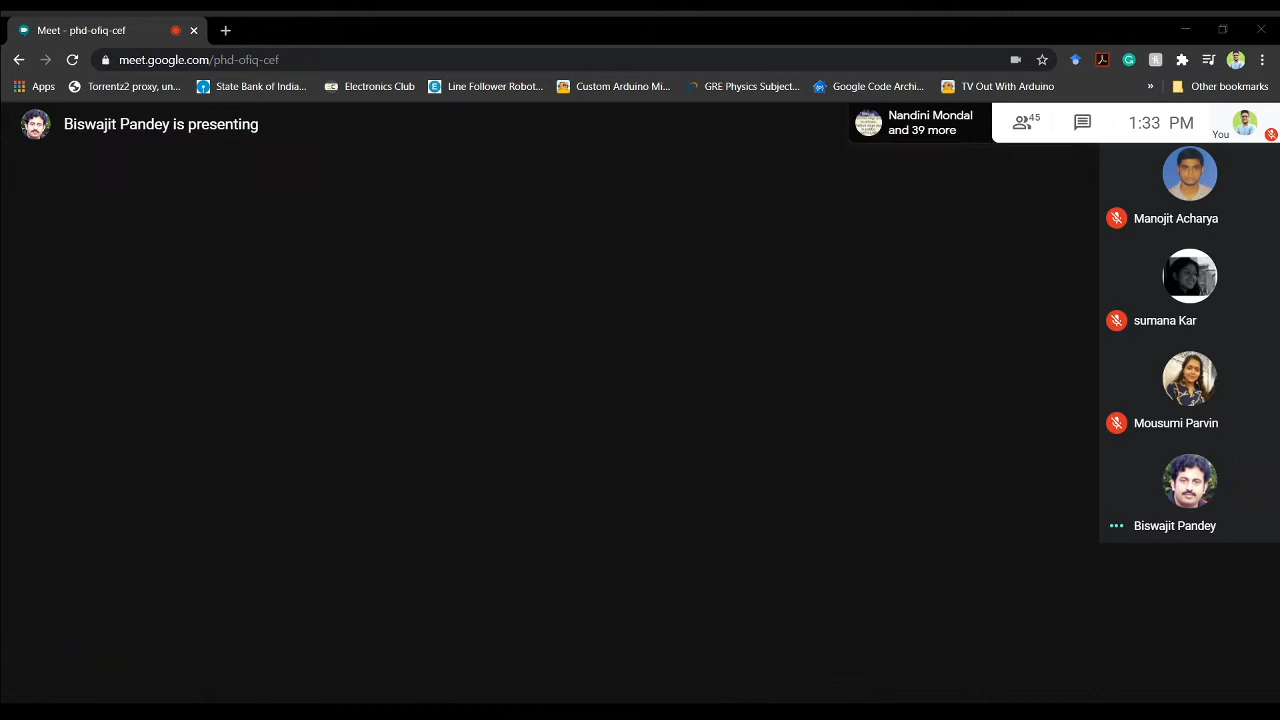 Meet - phd-ofiq-cef
meet.google.com/phd-ofiq-cef
Apps Torrentz2 proxy, un... State Bank of India... Electronics Club Line Follower Robot... Custom Arduino Mi... GRE Physics Subject... Google Code Archi... TV Out With Arduino » Other bookmarks
Biswajit Pandey is presenting
Nandini Mondal
and 39 more
45
1:33 PM
You
Manojit Acharya
sumana Kar
Mousumi Parvin
Biswajit Pandey